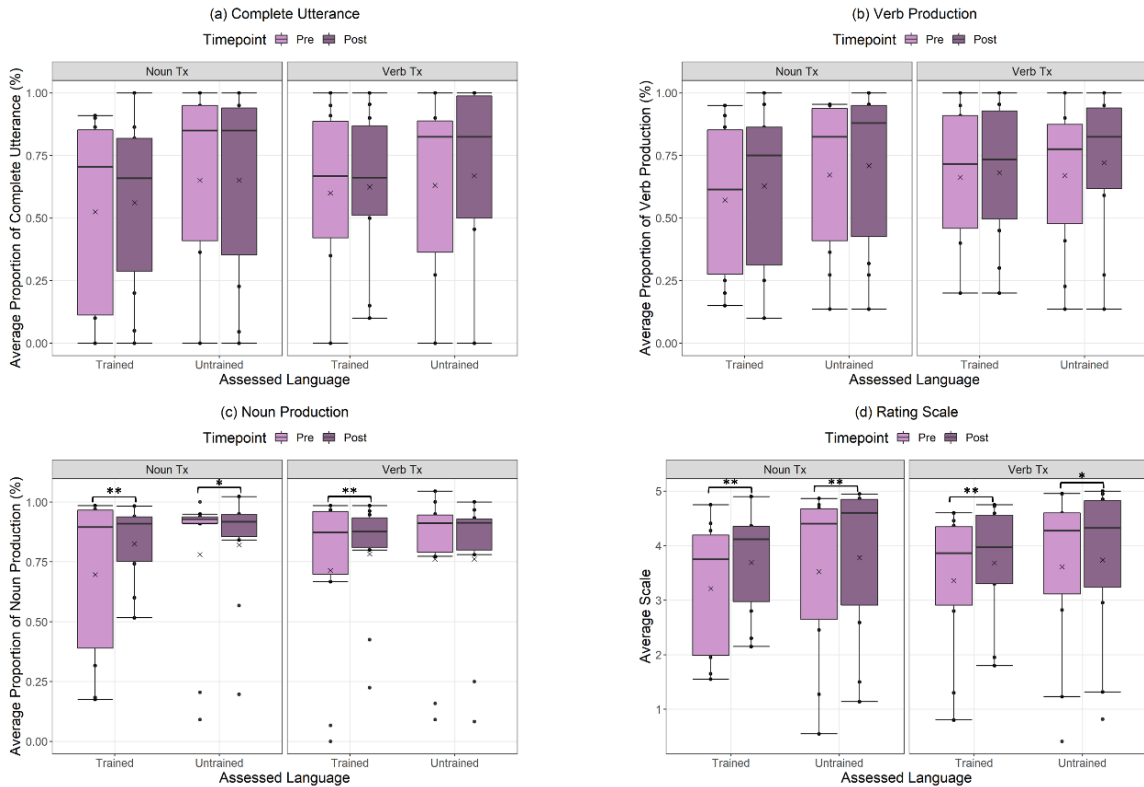 (a) Complete Utterance
Timepoint Pre Post
Noun Tx Verb Tx
Average Proportion of Complete Utterance (%)
1.00
0.75
0.50
0.25
0.00
Trained Untrained Trained Untrained
Assessed Language
(b) Verb Production
Timepoint Pre Post
Noun Tx Verb Tx
Average Proportion of Verb Production (%)
1.00
0.75
0.50
0.25
0.00
Trained Untrained Trained Untrained
Assessed Language
(c) Noun Production
Timepoint Pre Post
Noun Tx Verb Tx
** * **
Average Proportion of Noun Production (%)
1.00
0.75
0.50
0.25
0.00
Trained Untrained Trained Untrained
Assessed Language
(d) Rating Scale
Timepoint Pre Post
Noun Tx Verb Tx
** ** ** *
Average Scale
5
4
3
2
1
Trained Untrained Trained Untrained
Assessed Language